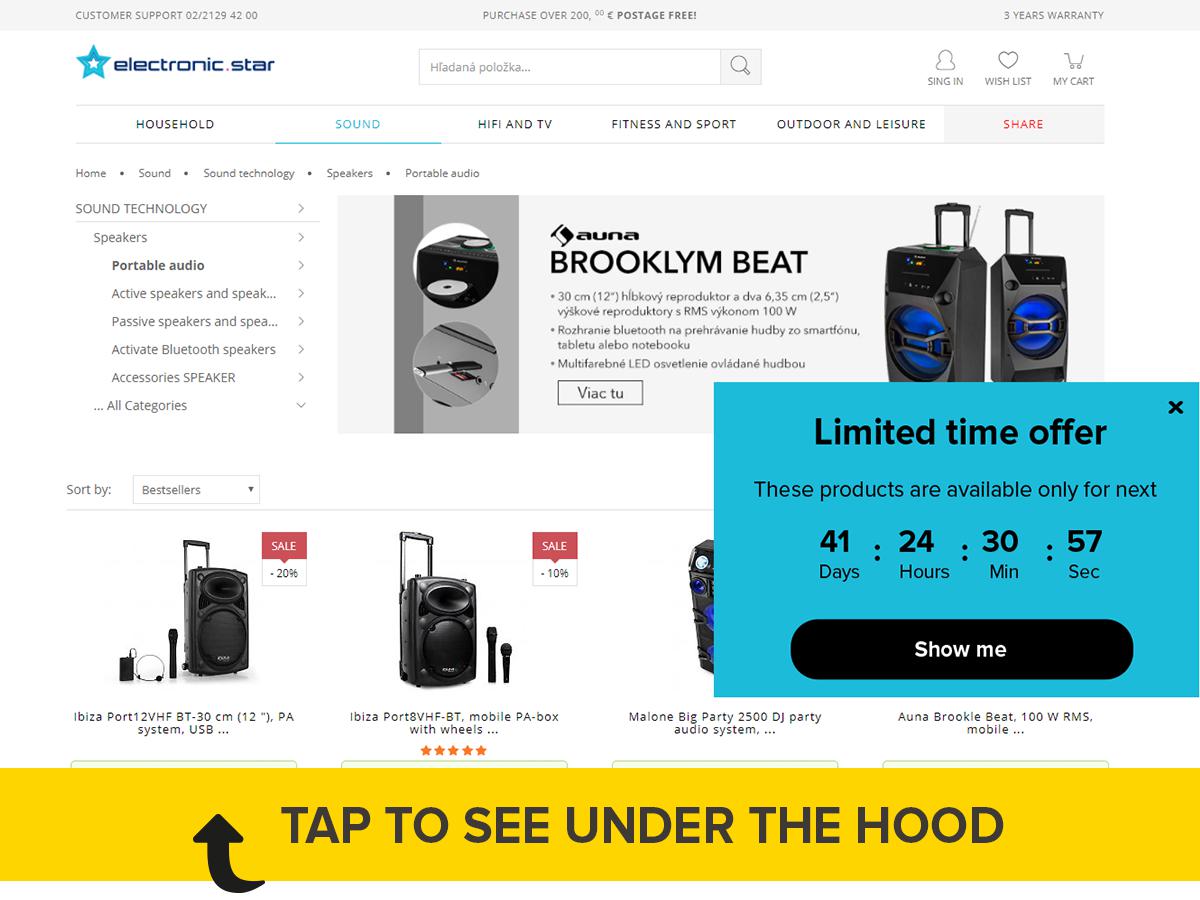 CUSTOMER SUPPORT 02/2129 42 00
PURCHASE OVER 200, ⁰⁰ € POSTAGE FREE!
3 YEARS WARRANTY
electronic.star
Hľadaná položka...
SING IN
WISH LIST
MY CART
HOUSEHOLD
SOUND
HIFI AND TV
FITNESS AND SPORT
OUTDOOR AND LEISURE
SHARE
Home • Sound • Sound technology • Speakers • Portable audio
SOUND TECHNOLOGY
Speakers
Portable audio
Active speakers and speak...
Passive speakers and spea...
Activate Bluetooth speakers
Accessories SPEAKER
... All Categories
auna
BROOKLYM BEAT
• 30 cm (12“) hĺbkový reproduktor a dva 6,35 cm (2,5“)
výškové reproduktory s RMS výkonom 100 W
• Rozhranie bluetooth na prehrávanie hudby zo smartfónu,
tabletu alebo notebooku
• Multifarebné LED osvetlenie ovládané hudbou
Viac tu
Limited time offer
These products are available only for next
41 : 24 : 30 : 57
Days Hours Min Sec
Show me
Sort by:
Bestsellers
SALE
- 20%
SALE
- 10%
Ibiza Port12VHF BT-30 cm (12 "), PA
system, USB ...
Ibiza Port8VHF-BT, mobile PA-box
with wheels ...
Malone Big Party 2500 DJ party
audio system, ...
Auna Brookle Beat, 100 W RMS,
mobile ...
TAP TO SEE UNDER THE HOOD